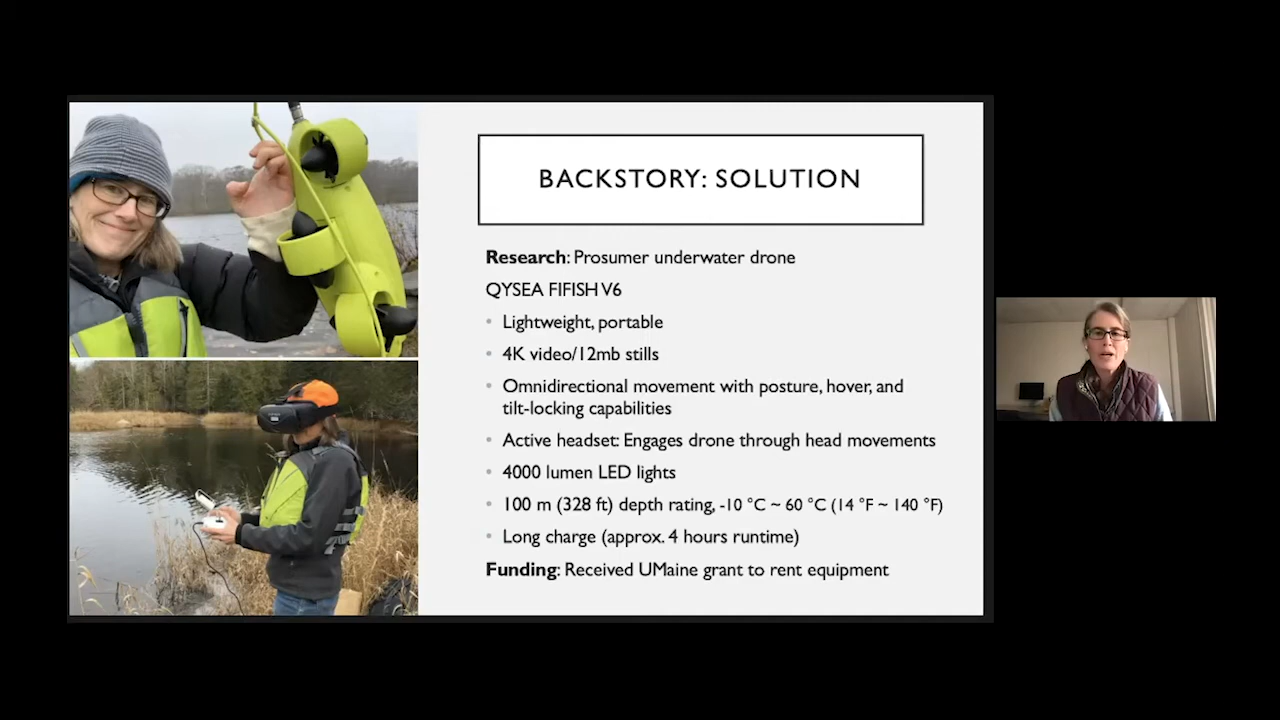 BACKSTORY: SOLUTION
Research: Prosumer underwater drone
QYSEA FIFISH V6
• Lightweight, portable
• 4K video/12mb stills
• Omnidirectional movement with posture, hover, and
tilt-locking capabilities
• Active headset: Engages drone through head movements
• 4000 lumen LED lights
• 100 m (328 ft) depth rating, -10 °C ~ 60 °C (14 °F ~ 140 °F)
• Long charge (approx. 4 hours runtime)
Funding: Received UMaine grant to rent equipment